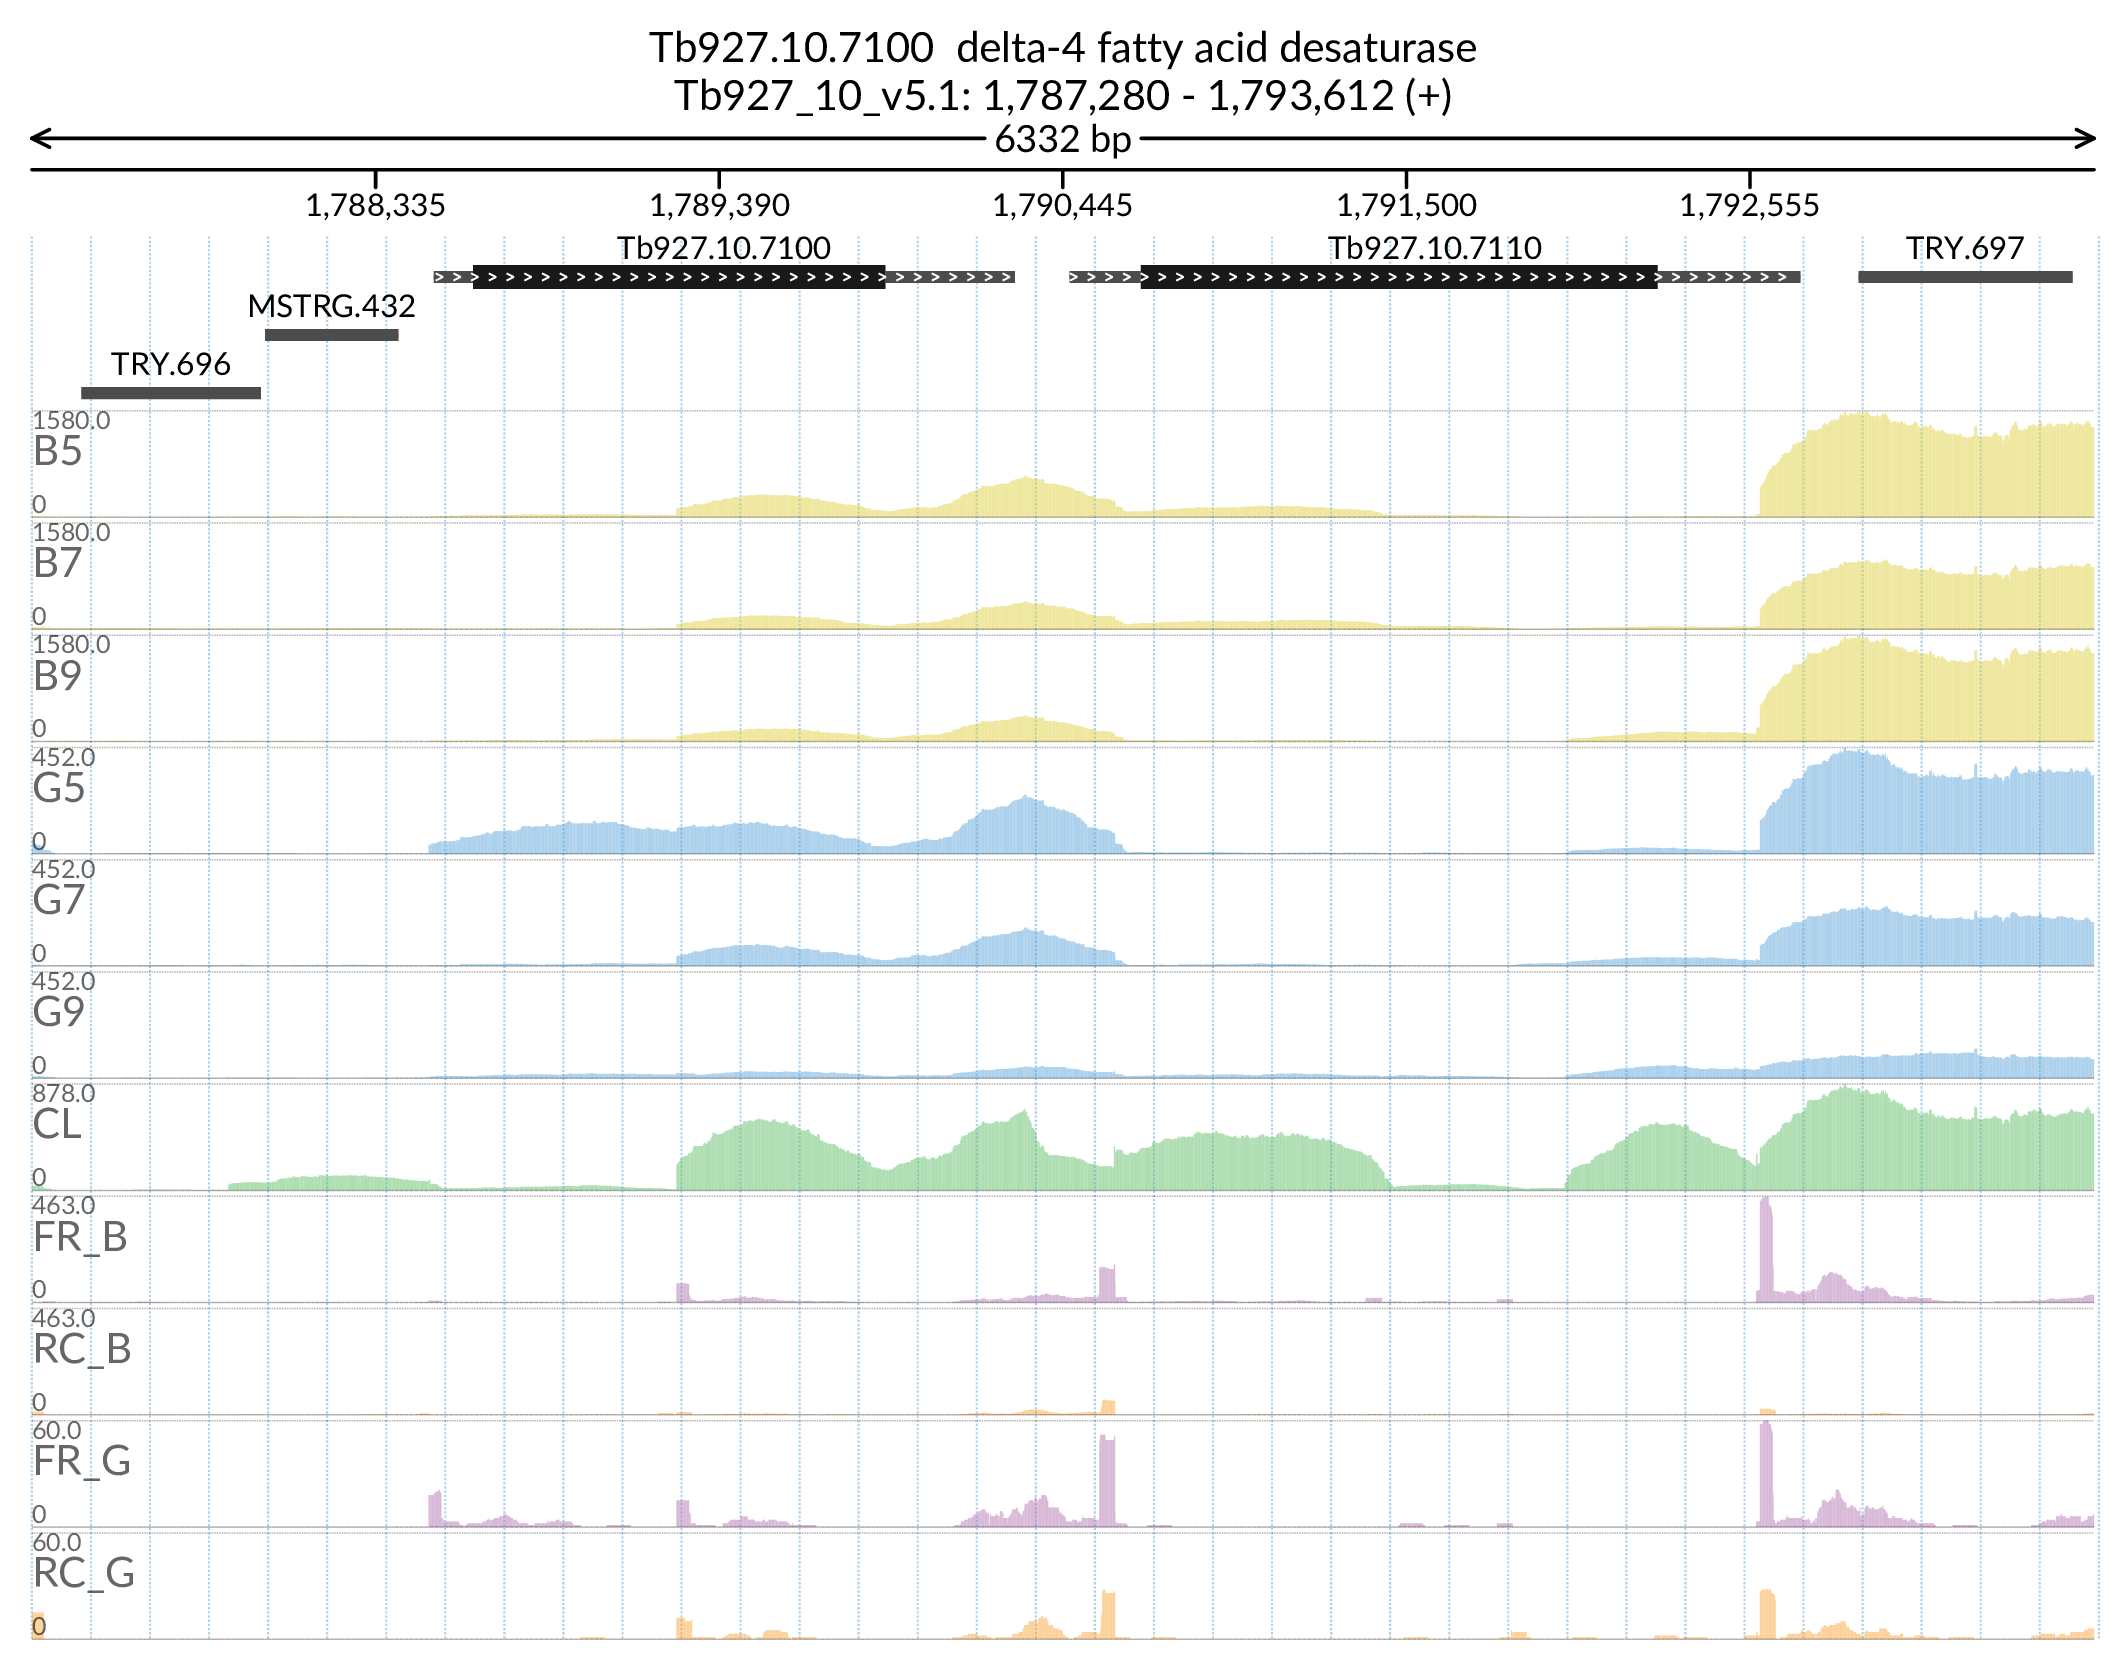 Tb927.10.7100  delta-4 fatty acid desaturase
Tb927_10_v5.1: 1,787,280 - 1,793,612 (+)
6332 bp
1,788,335 1,789,390 1,790,445 1,791,500 1,792,555
Tb927.10.7100 Tb927.10.7110 TRY.697
MSTRG.432
TRY.696
1580.0
B5
0
1580.0
B7
0
1580.0
B9
0
452.0
G5
0
452.0
G7
0
452.0
G9
0
878.0
CL
0
463.0
FR_B
0
463.0
RC_B
0
60.0
FR_G
0
60.0
RC_G
0